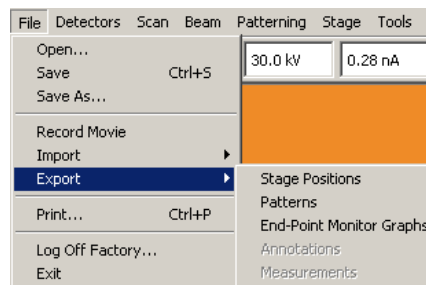 File Detectors Scan Beam Patterning Stage Tools
Open...
Save Ctrl+S
Save As...
30.0 kV 0.28 nA
Record Movie
Import
Export
Stage Positions
Patterns
End-Point Monitor Graphs
Annotations
Measurements
Print... Ctrl+P
Log Off Factory...
Exit